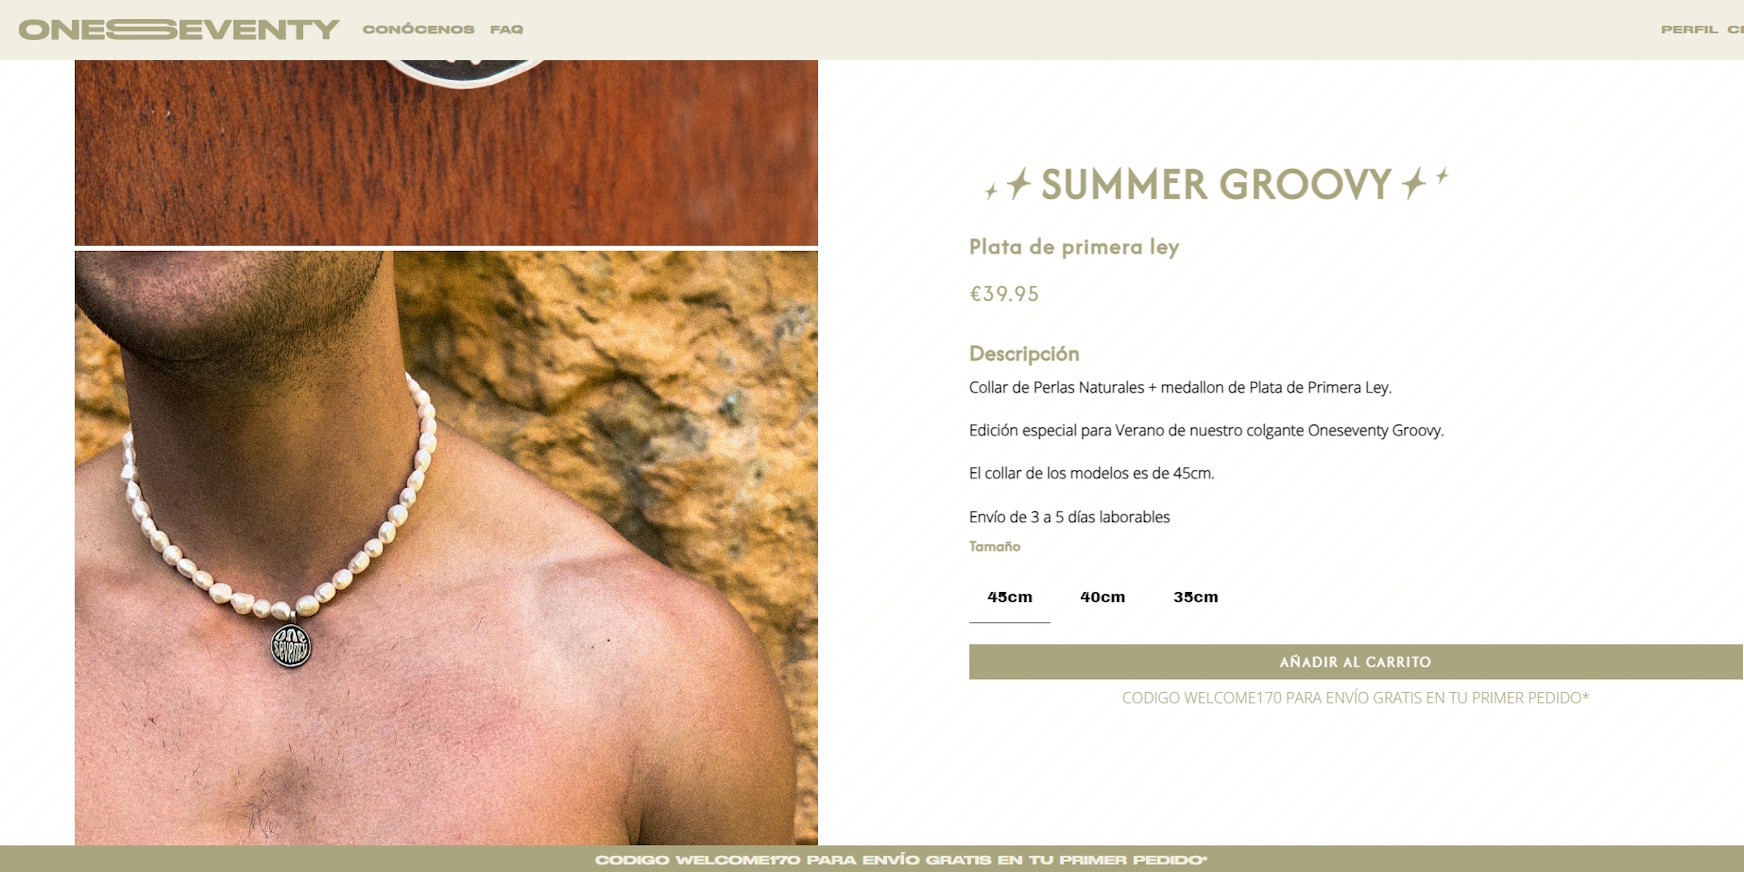 ONESSEVENTY CONÓCENOS FAQ PERFIL
SUMMER GROOVY
Plata de primera ley
€39.95
Descripción
Collar de Perlas Naturales + medallon de Plata de Primera Ley.
Edición especial para Verano de nuestro colgante Oneseventy Groovy.
El collar de los modelos es de 45cm.
Envío de 3 a 5 días laborables
Tamaño
45cm 40cm 35cm
AÑADIR AL CARRITO
CODIGO WELCOME170 PARA ENVÍO GRATIS EN TU PRIMER PEDIDO*
one
seventy
CODIGO WELCOME170 PARA ENVÍO GRATIS EN TU PRIMER PEDIDO*